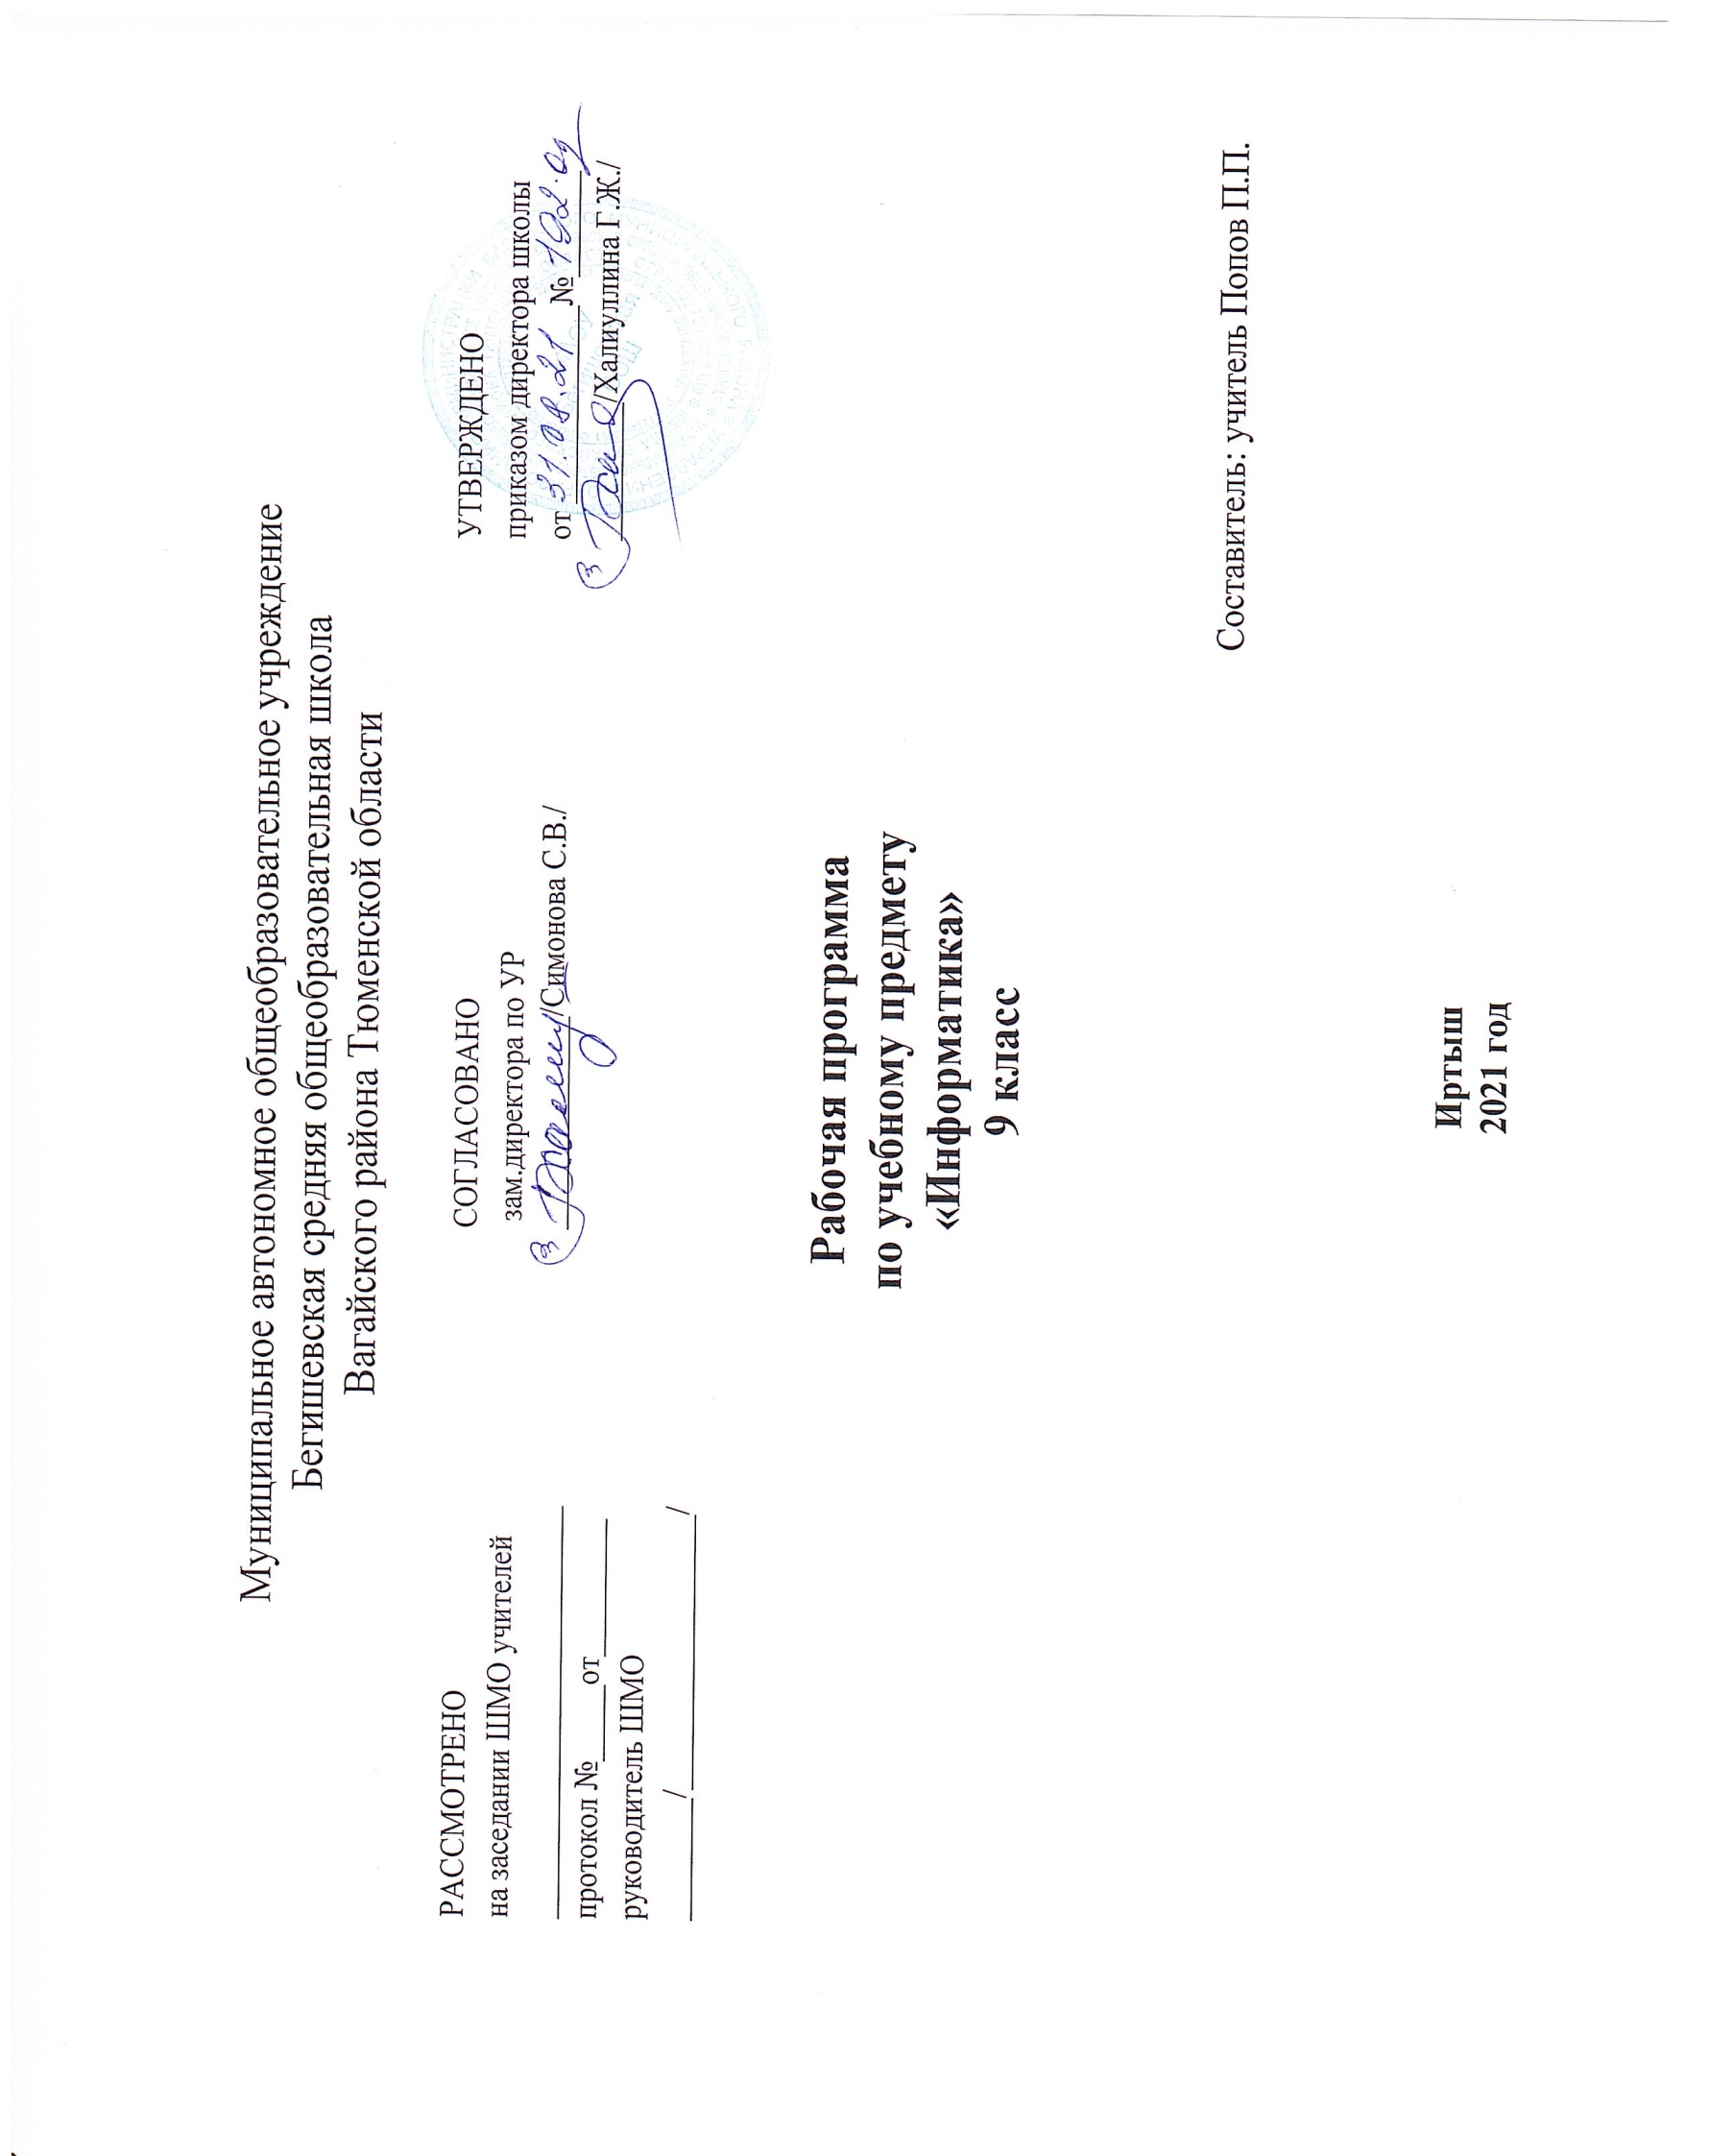 Муниципальное автономное общеобразовательное учреждение
Бегишевская средняя общеобразовательная школа
Вагайского района Тюменской области
РАССМОТРЕНО
на заседании ШМО учителей
протокол № от
руководитель ШМО
/ /
СОГЛАСОВАНО
зам.директора по УР
/Симонова С.В./
УТВЕРЖДЕНО
приказом директора школы
от 31.08.21 № 102-од
/Халиуллина Г.Ж./
Рабочая программа
по учебному предмету
«Информатика»
9 класс
Составитель: учитель Попов П.П.
Иртыш
2021 год